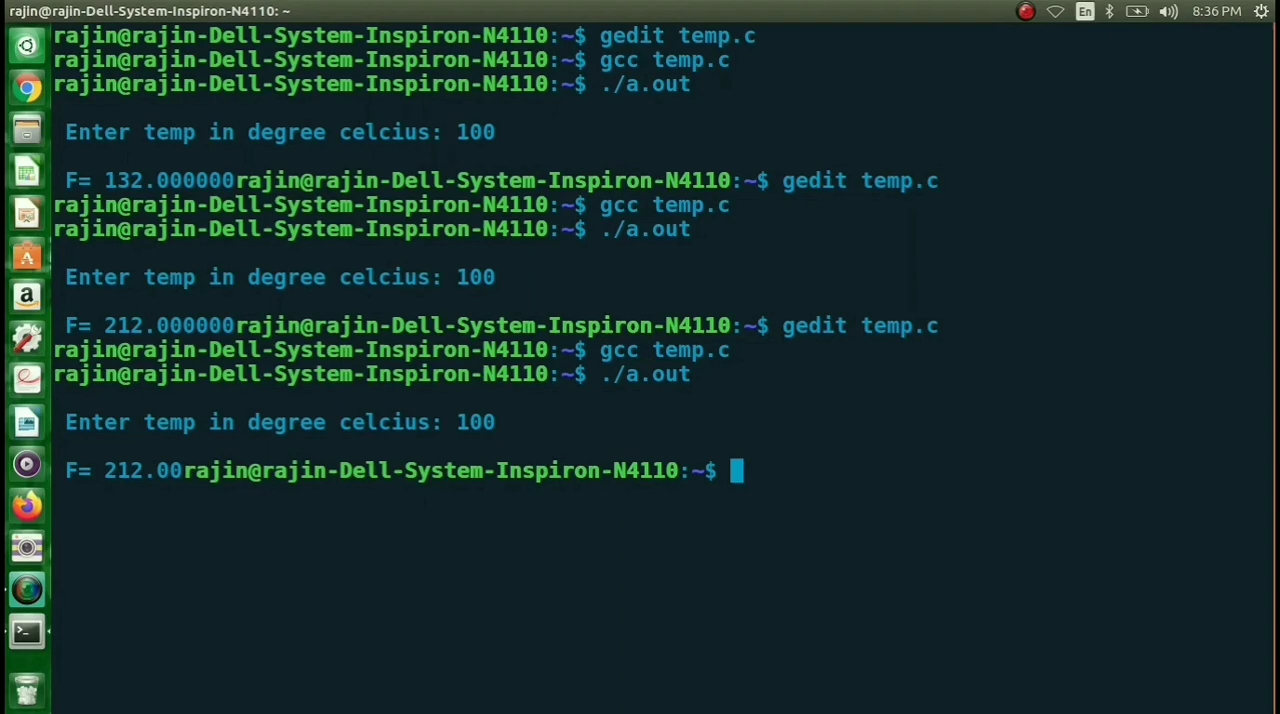 rajin@rajin-Dell-System-Inspiron-N4110: ~
En
8:36 PM
rajin@rajin-Dell-System-Inspiron-N4110:~$ gedit temp.c
rajin@rajin-Dell-System-Inspiron-N4110:~$ gcc temp.c
rajin@rajin-Dell-System-Inspiron-N4110:~$ ./a.out
Enter temp in degree celcius: 100
F= 132.000000rajin@rajin-Dell-System-Inspiron-N4110:~$ gedit temp.c
rajin@rajin-Dell-System-Inspiron-N4110:~$ gcc temp.c
rajin@rajin-Dell-System-Inspiron-N4110:~$ ./a.out
Enter temp in degree celcius: 100
F= 212.000000rajin@rajin-Dell-System-Inspiron-N4110:~$ gedit temp.c
rajin@rajin-Dell-System-Inspiron-N4110:~$ gcc temp.c
rajin@rajin-Dell-System-Inspiron-N4110:~$ ./a.out
Enter temp in degree celcius: 100
F= 212.00rajin@rajin-Dell-System-Inspiron-N4110:~$